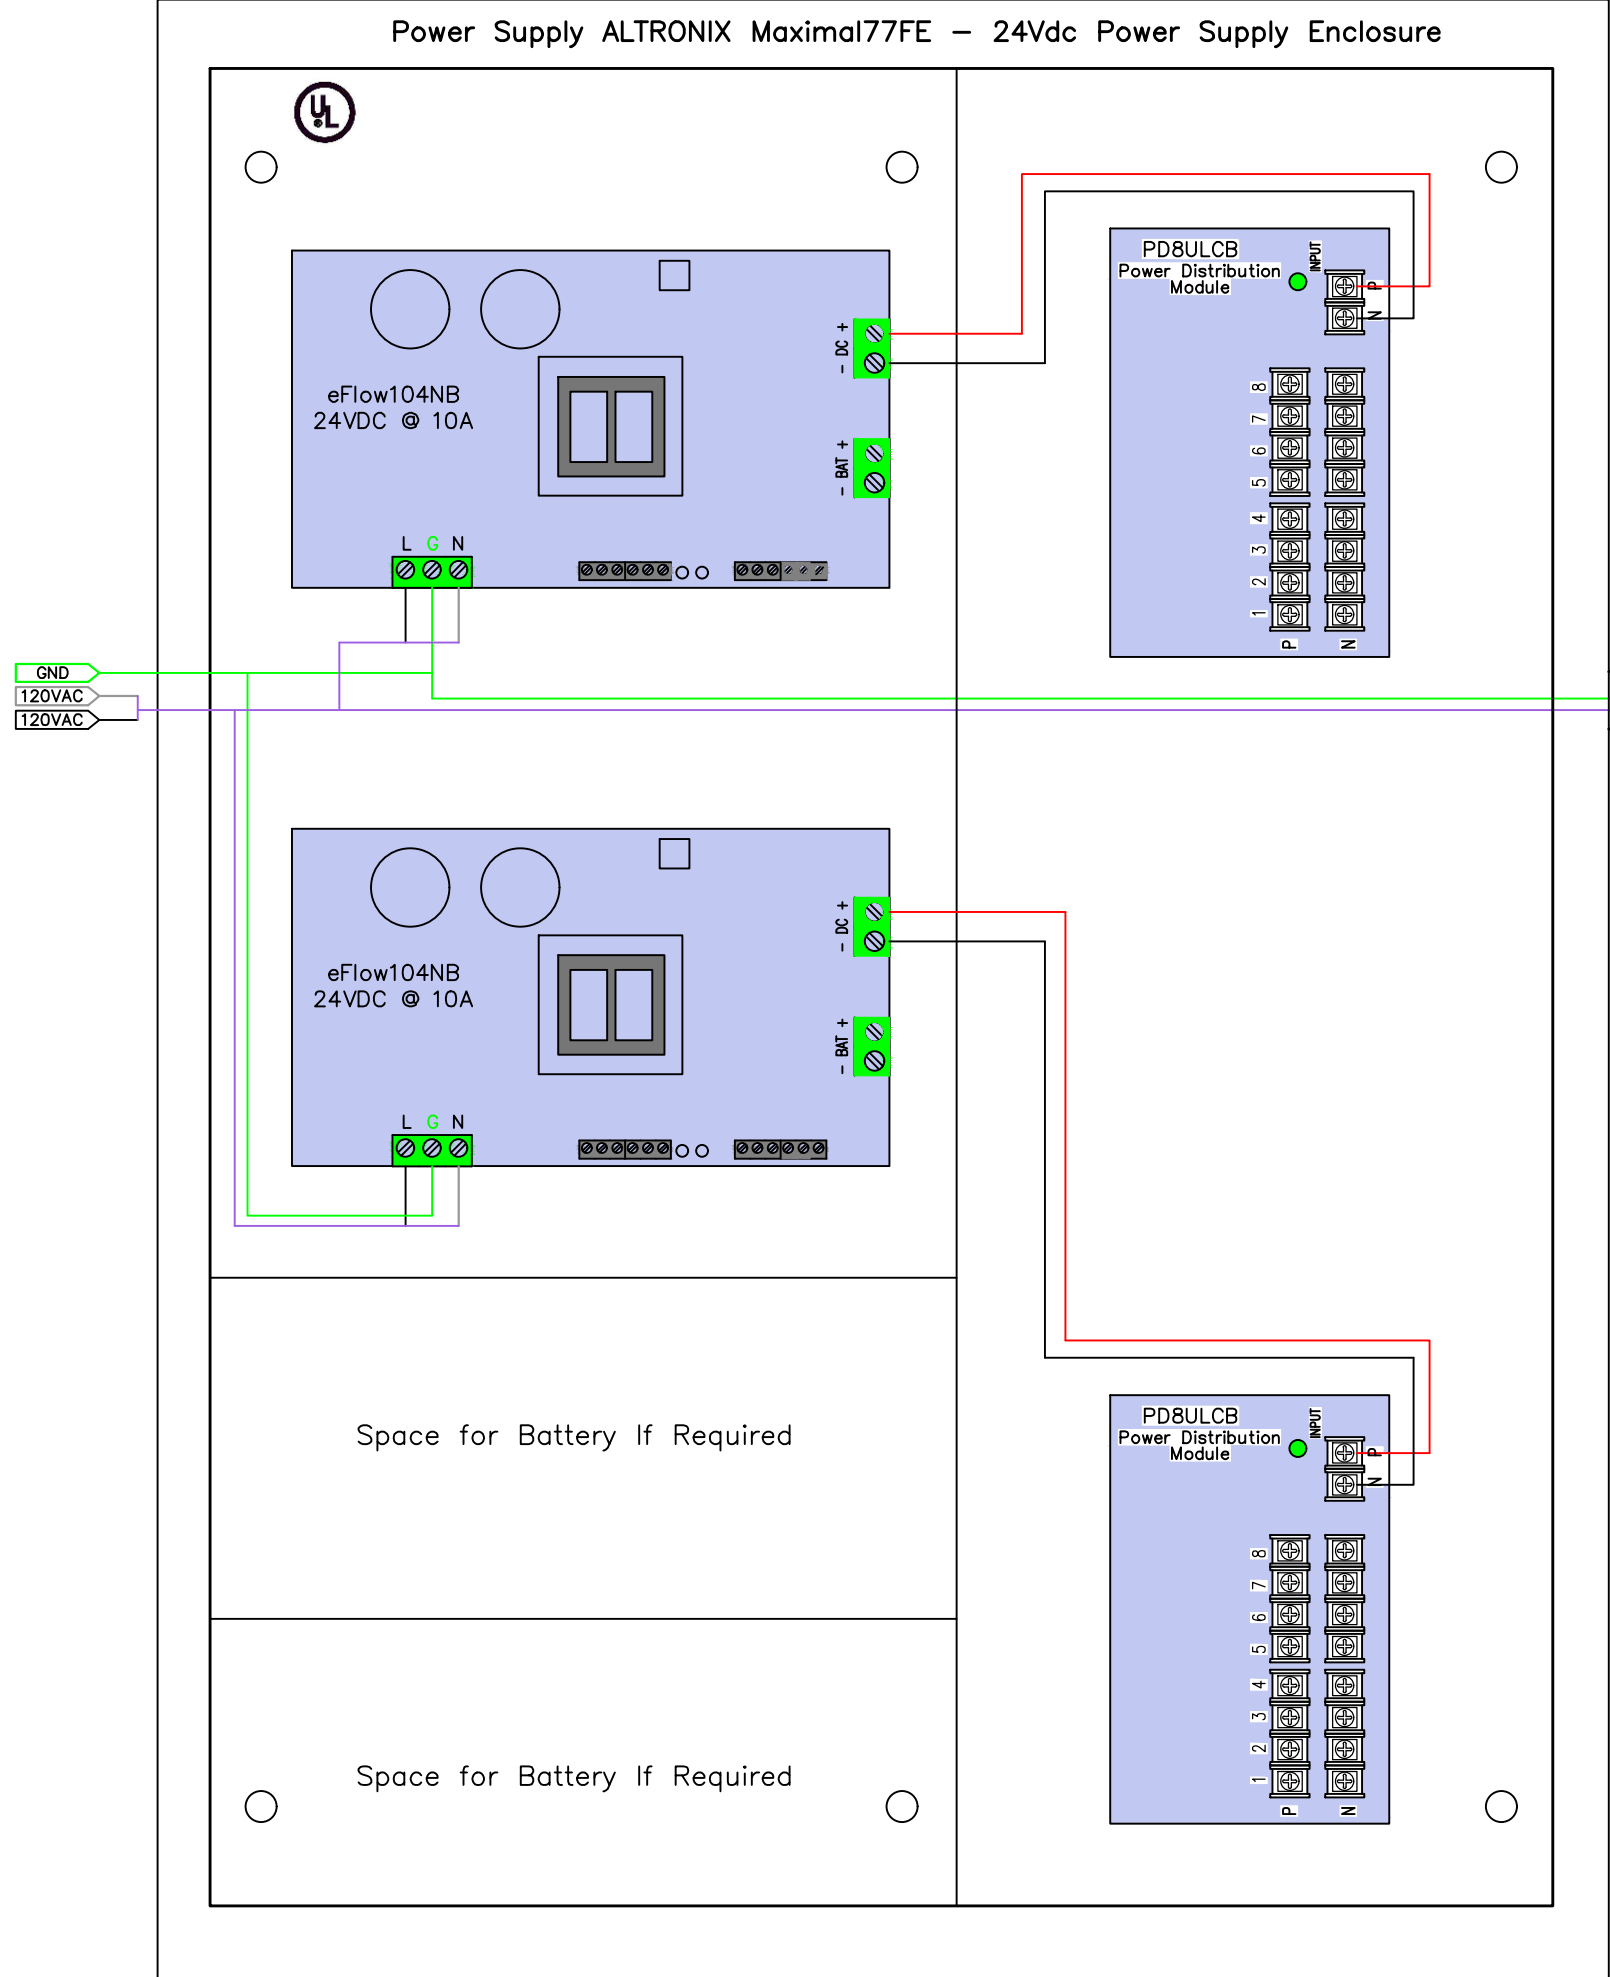 Power Supply ALTRONIX Maximal77FE - 24Vdc Power Supply Enclosure
UL
®
PD8ULCB
Power Distribution
Module
INPUT
P
N
- DC +
eFlow104NB
24VDC @ 10A
- BAT +
8
7
6
5
4
3
2
1
P N
L G N
GND
120VAC
120VAC
- DC +
eFlow104NB
24VDC @ 10A
- BAT +
L G N
Space for Battery If Required
PD8ULCB
Power Distribution
Module
INPUT
P
N
8
7
6
5
4
3
2
1
P N
Space for Battery If Required